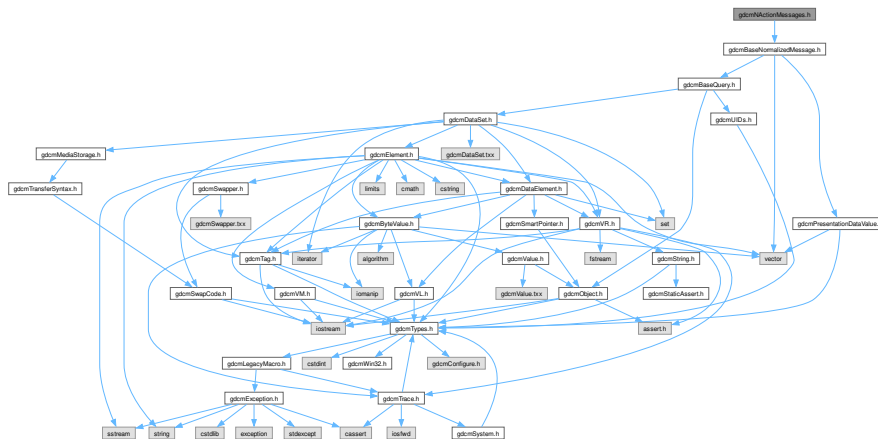 gdcmNActionMessages.h
gdcmBaseNormalizedMessage.h
gdcmBaseQuery.h
gdcmDataSet.h
gdcmUIDs.h
gdcmMediaStorage.h
gdcmElement.h
gdcmDataSet.txx
gdcmTransferSyntax.h
gdcmSwapper.h
limits
cmath
cstring
gdcmDataElement.h
gdcmSwapper.txx
gdcmByteValue.h
gdcmSmartPointer.h
gdcmVR.h
set
gdcmPresentationDataValue.h
gdcmTag.h
iterator
algorithm
gdcmValue.h
fstream
gdcmString.h
vector
gdcmSwapCode.h
gdcmVM.h
iomanip
gdcmVL.h
gdcmValue.txx
gdcmObject.h
gdcmStaticAssert.h
iostream
gdcmTypes.h
assert.h
gdcmLegacyMacro.h
cstdint
gdcmWin32.h
gdcmConfigure.h
gdcmException.h
gdcmTrace.h
sstream
string
cstdlib
exception
stdexcept
cassert
iosfwd
gdcmSystem.h